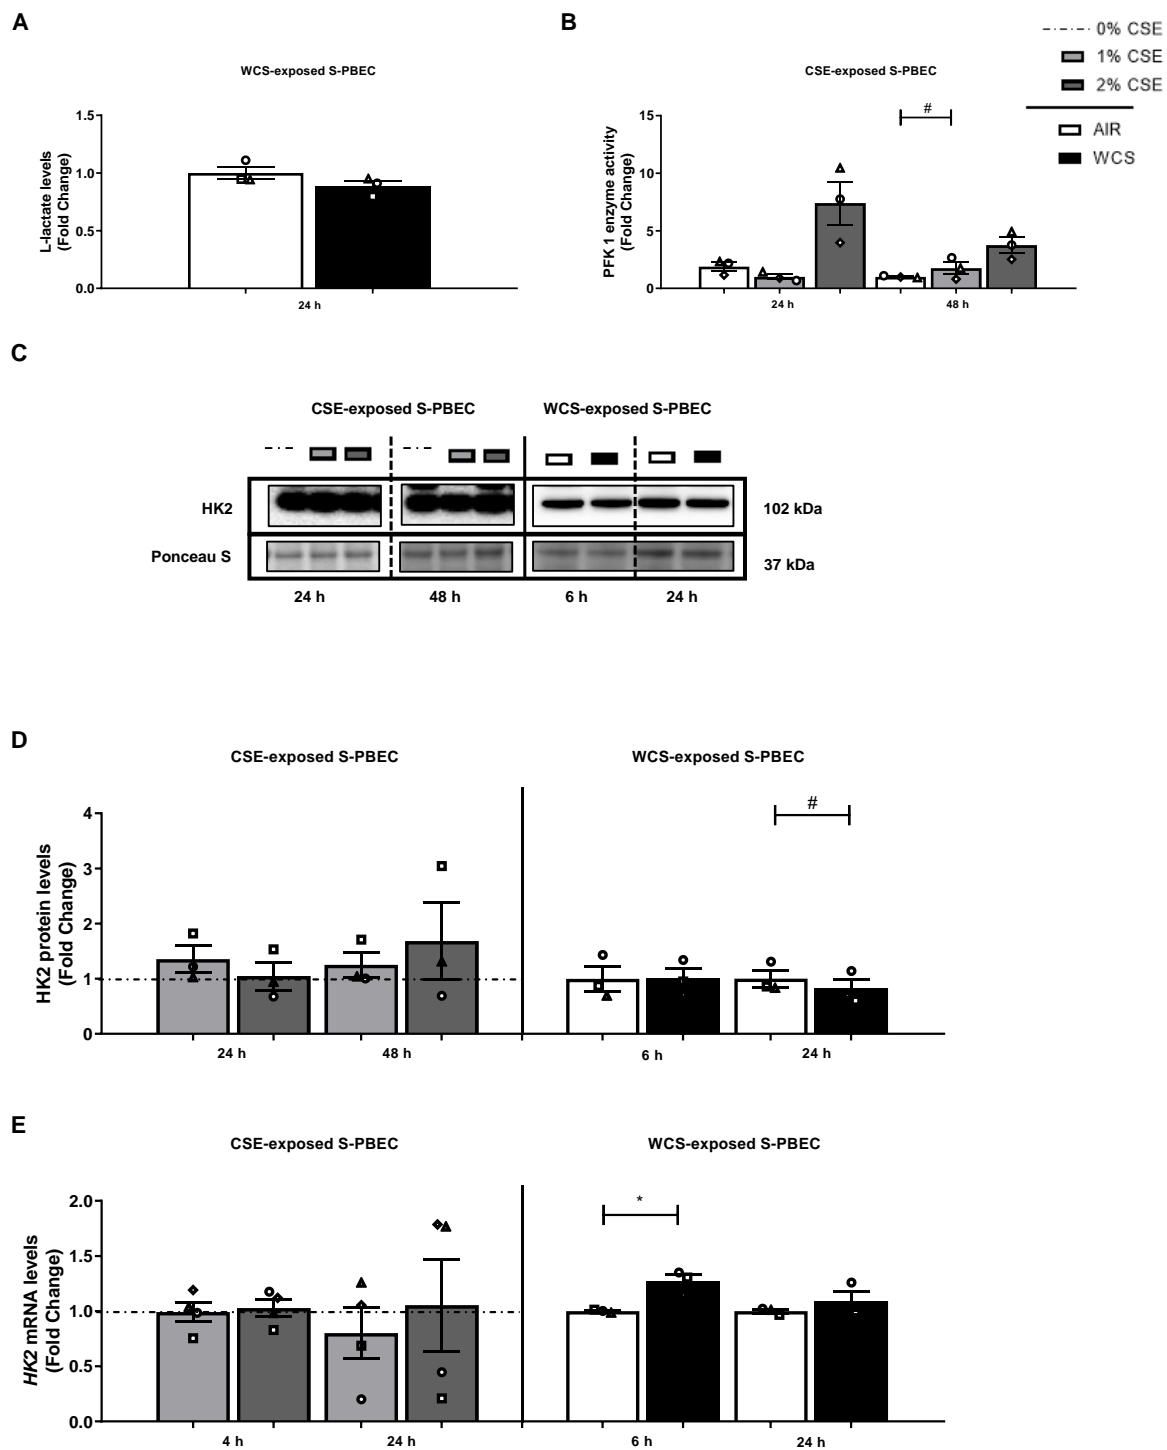 A
WCS-exposed S-PBEC
L-lactate levels
(Fold Change)
1.5
1.0
0.5
0.0
24 h
B
CSE-exposed S-PBEC
PFK 1 enzyme activity
(Fold Change)
15
10
5
0
#
24 h
48 h
0% CSE
1% CSE
2% CSE
AIR
WCS
C
CSE-exposed S-PBEC
WCS-exposed S-PBEC
HK2
102 kDa
Ponceau S
37 kDa
24 h
48 h
6 h
24 h
D
CSE-exposed S-PBEC
WCS-exposed S-PBEC
HK2 protein levels
(Fold Change)
4
3
2
1
0
#
24 h
48 h
6 h
24 h
E
CSE-exposed S-PBEC
WCS-exposed S-PBEC
HK2 mRNA levels
(Fold Change)
2.0
1.5
1.0
0.5
0.0
*
4 h
24 h
6 h
24 h